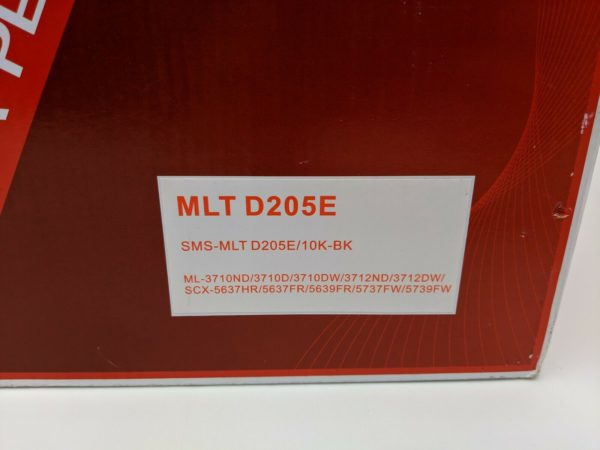 MLT D205E
SMS-MLT D205E/10K-BK
ML-3710ND/3710D/3710DW/3712ND/3712DW/
SCX-5637HR/5637FR/5639FR/5737FW/5739FW